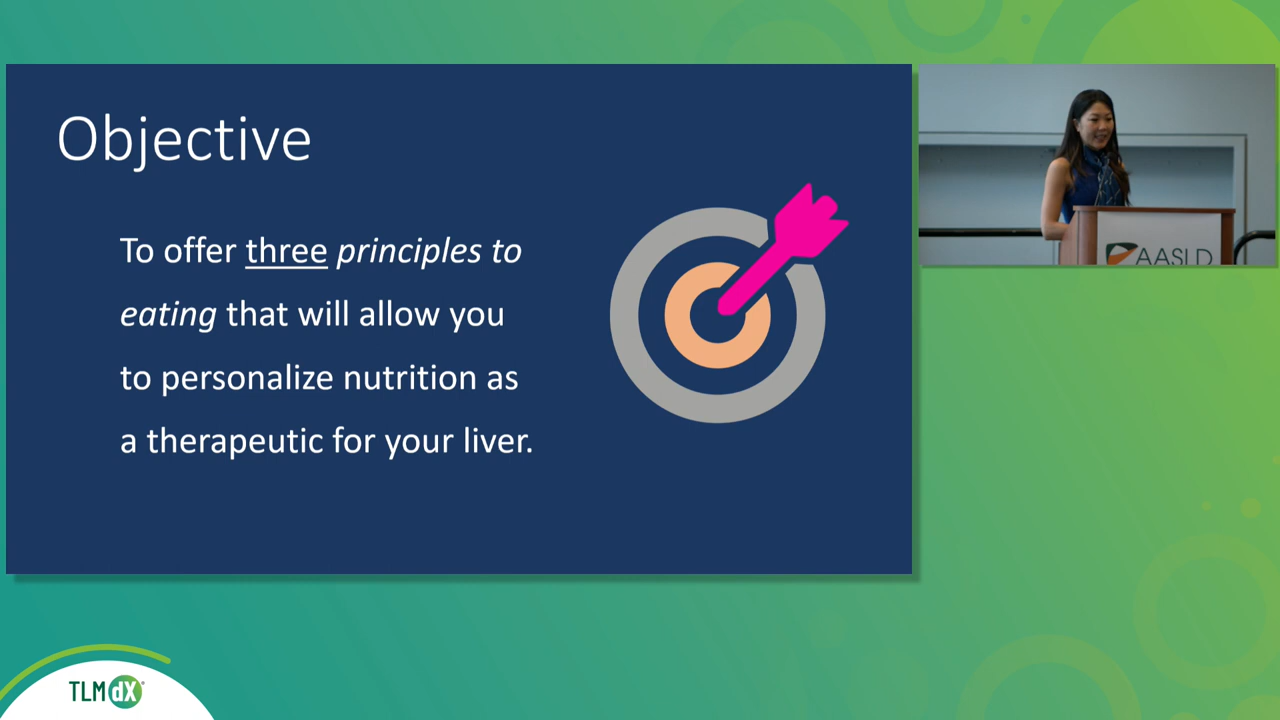 Objective
To offer three principles to
eating that will allow you
to personalize nutrition as
a therapeutic for your liver.
AASLD
TLMdX